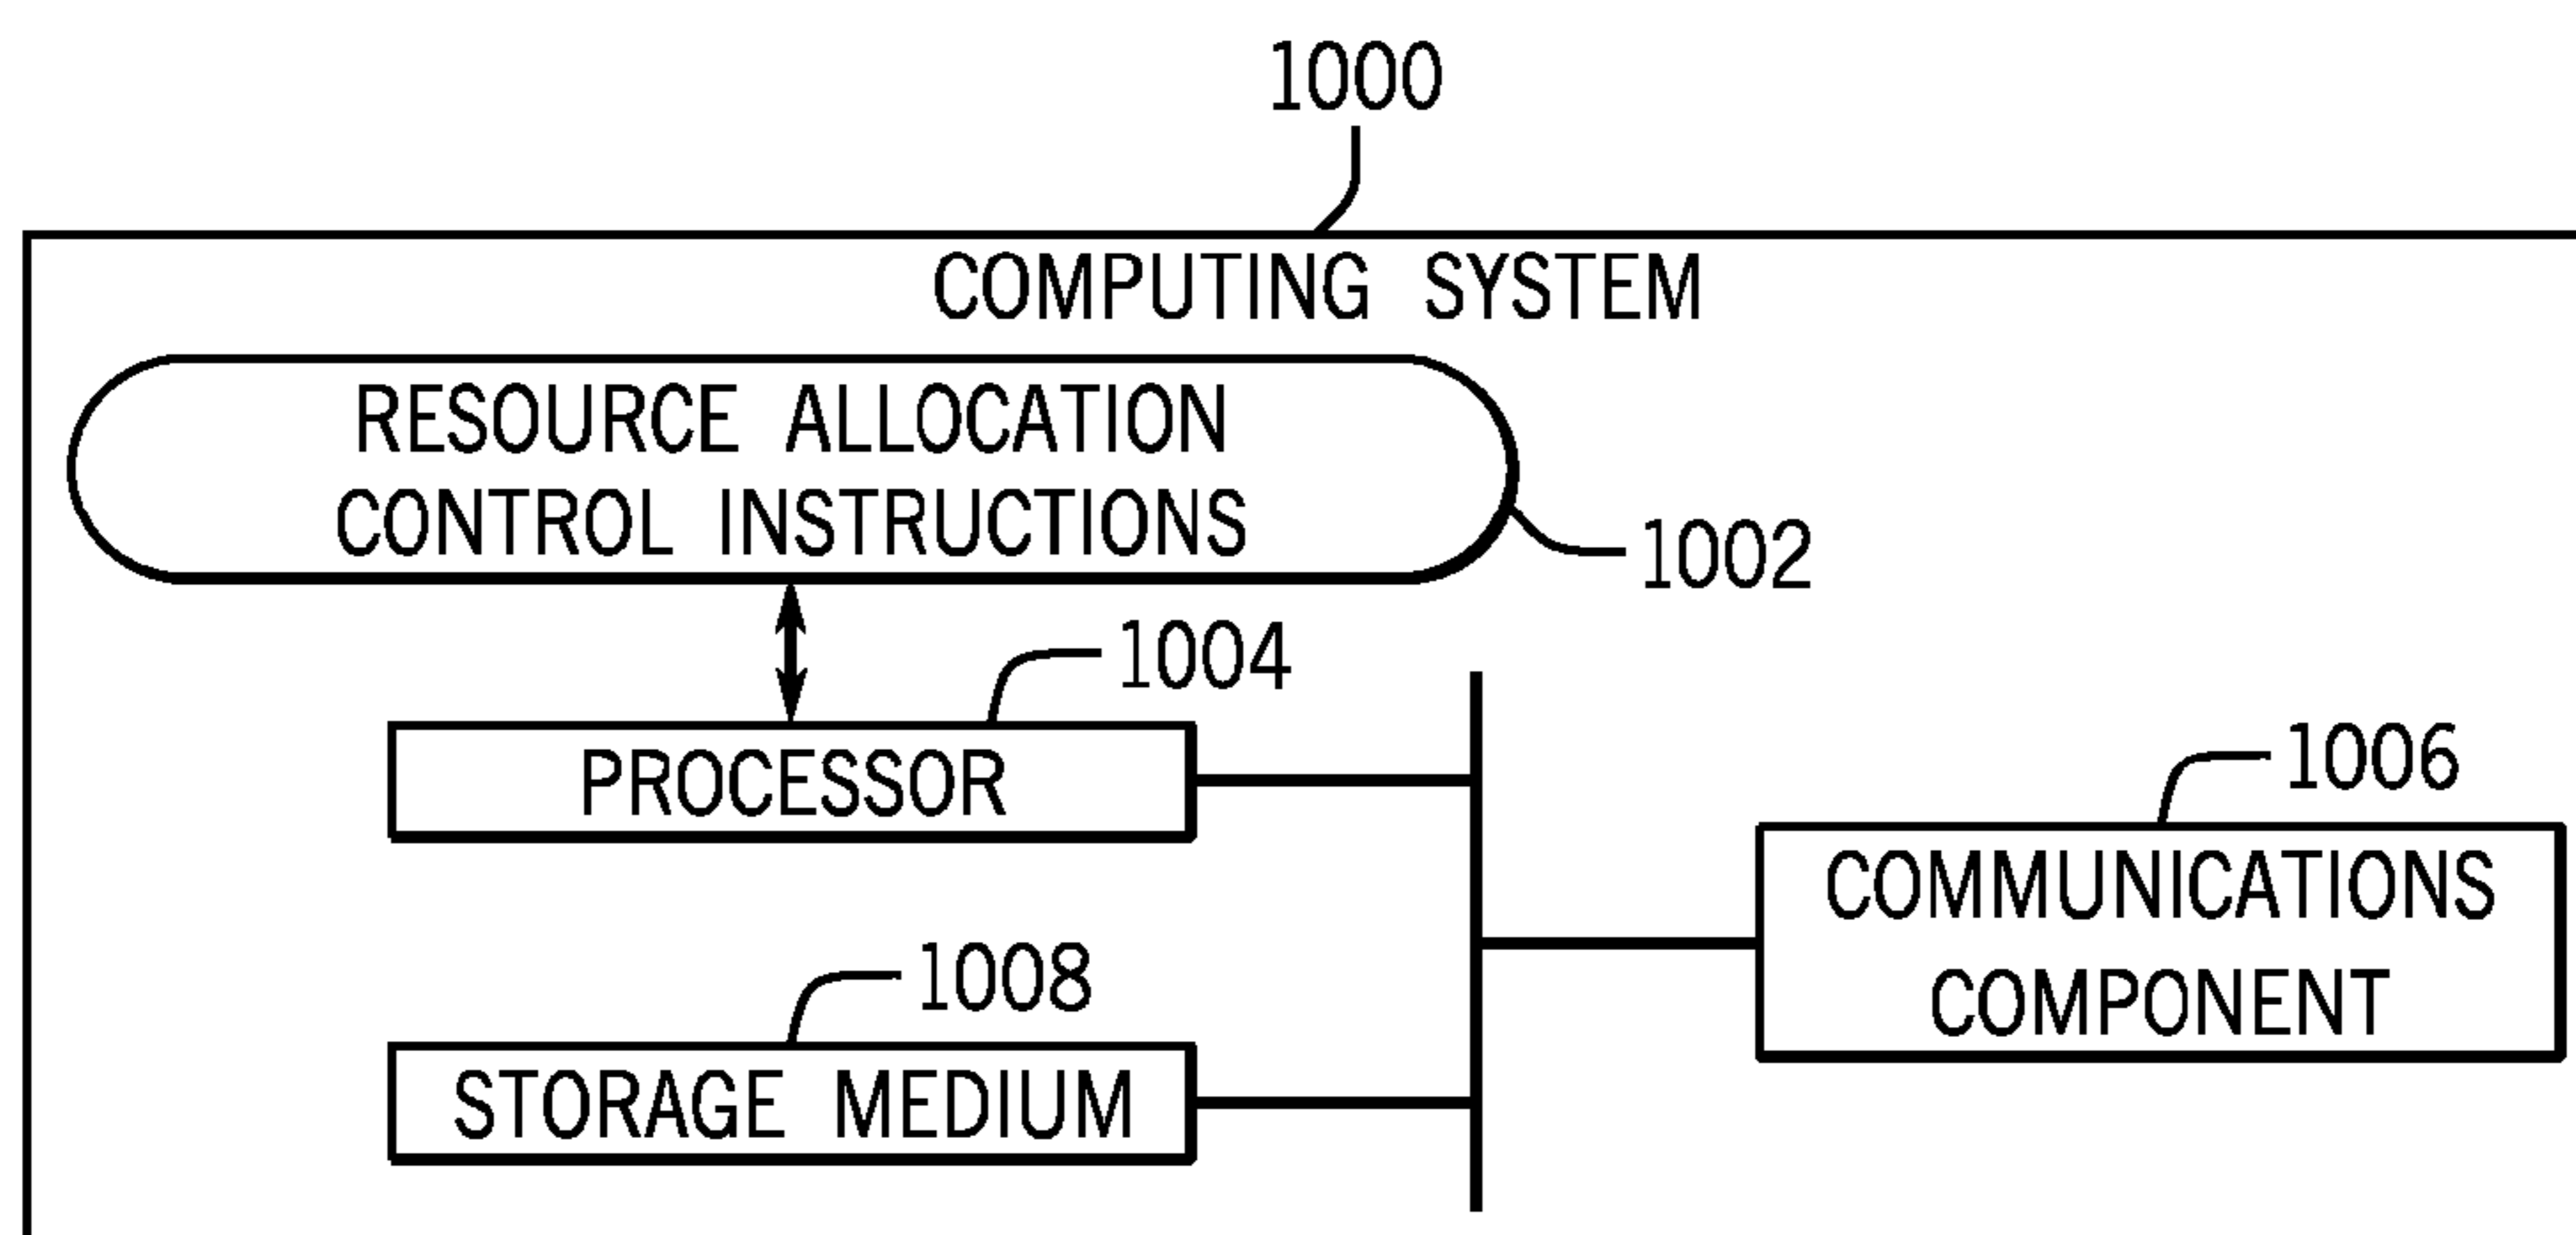 1000
COMPUTING SYSTEM
RESOURCE ALLOCATION
CONTROL INSTRUCTIONS
1002
1004
PROCESSOR
1006
COMMUNICATIONS
COMPONENT
1008
STORAGE MEDIUM